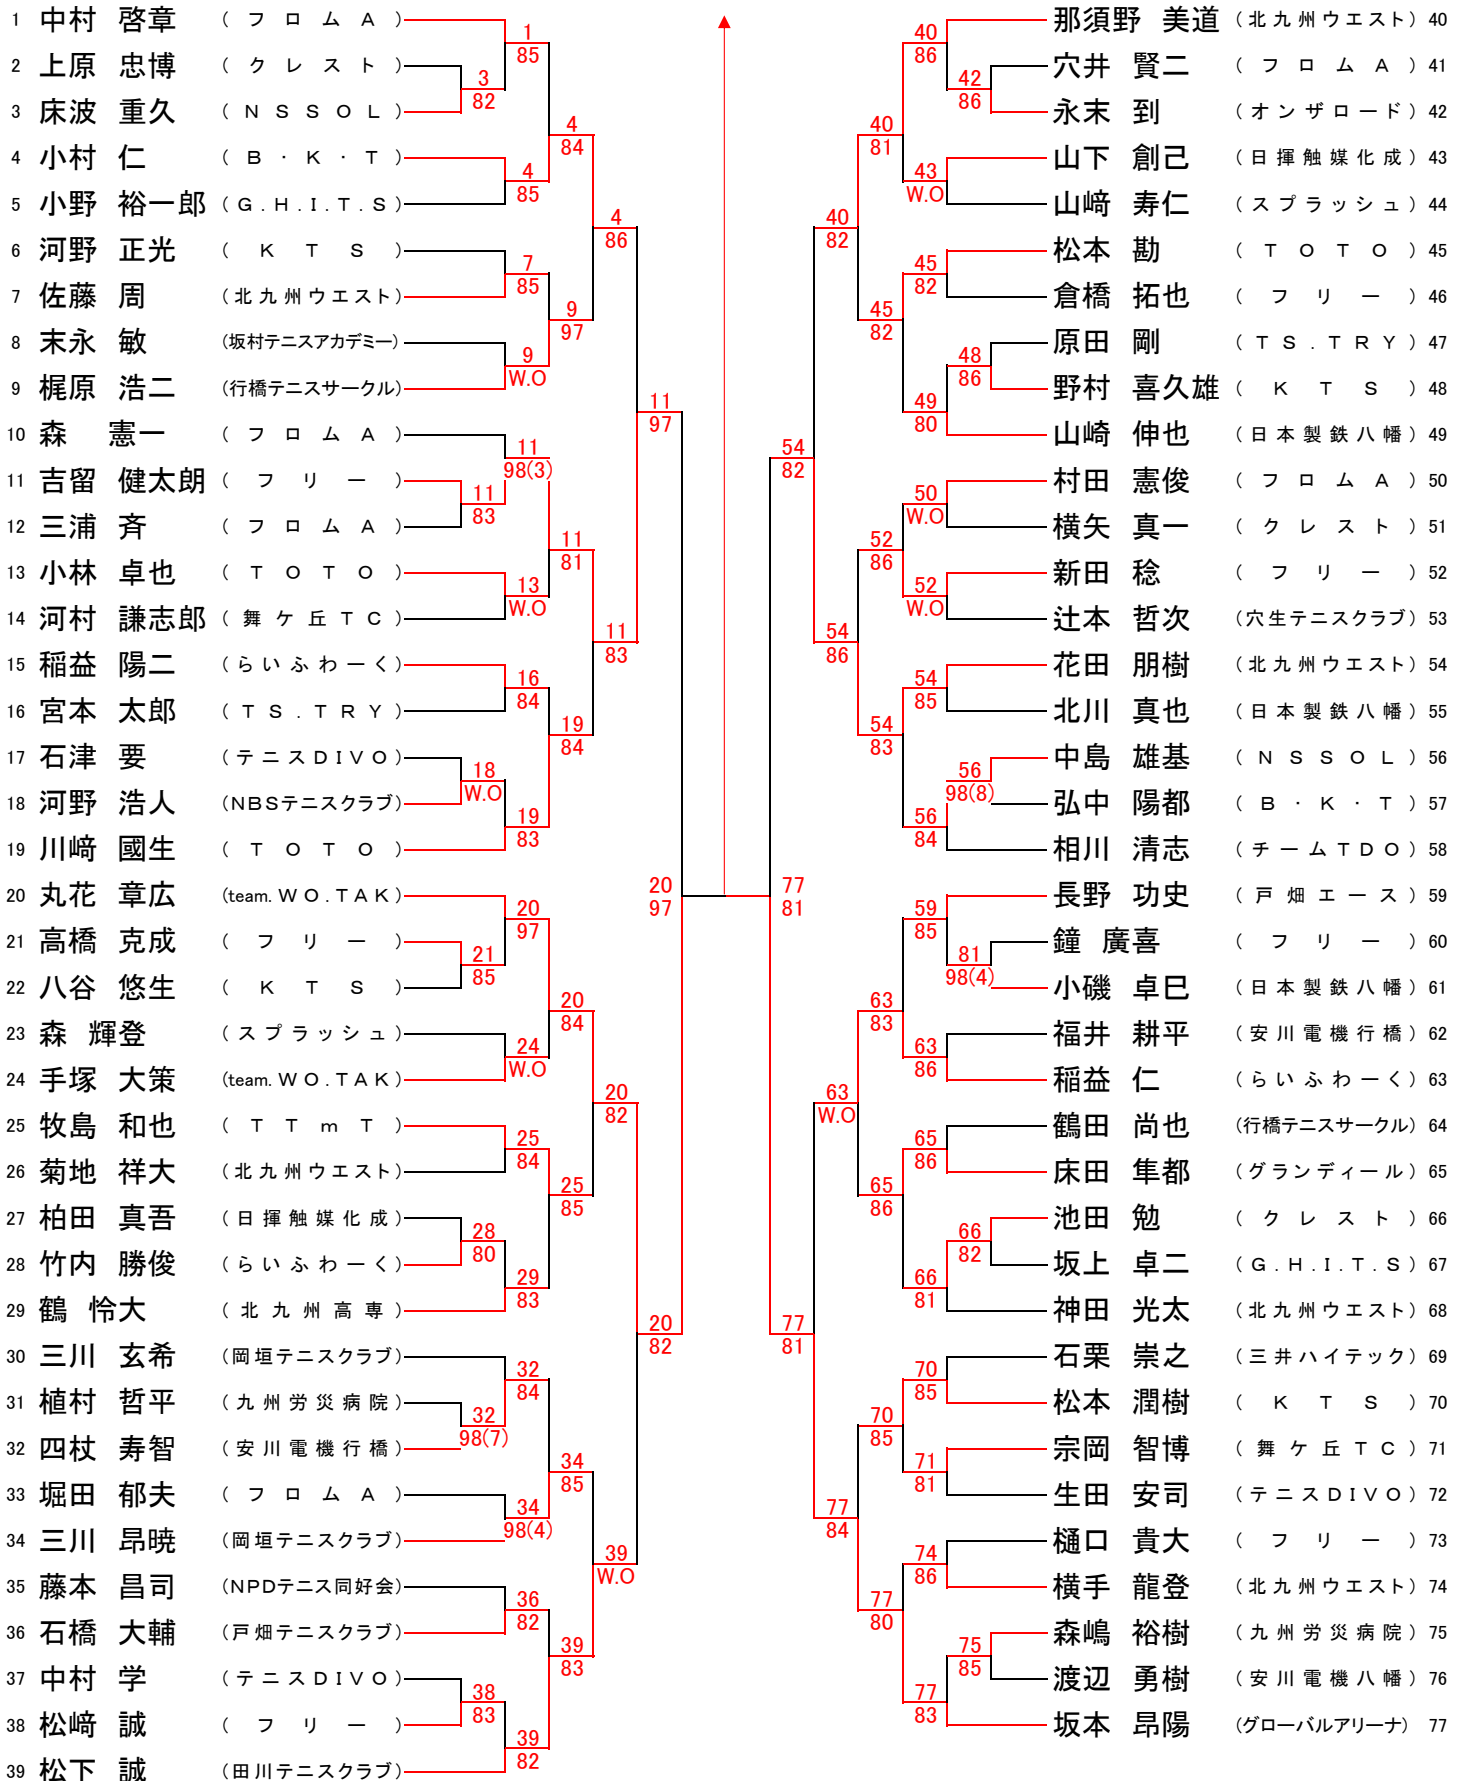 1 中村 啓章 (フロムA)
2 上原 忠博 (クレスト)
3 床波 重久 (NSSOL)
4 小村 仁 (B・K・T)
5 小野 裕一郎 (G.H.I.T.S)
6 河野 正光 (KTS)
7 佐藤 周 (北九州ウエスト)
8 末永 敏 (坂村テニスアカデミー)
9 梶原 浩二 (行橋テニスサークル)
10 森 憲一 (フロムA)
11 吉留 健太朗 (フリー)
12 三浦 斉 (フロムA)
13 小林 卓也 (TOTO)
14 河村 謙志郎 (舞ケ丘TC)
15 稲益 陽二 (らいふわーく)
16 宮本 太郎 (TS.TRY)
17 石津 要 (テニスDIVO)
18 河野 浩人 (NBSテニスクラブ)
19 川﨑 國生 (TOTO)
20 丸花 章広 (team.WO.TAK)
21 高橋 克成 (フリー)
22 八谷 悠生 (KTS)
23 森 輝登 (スプラッシュ)
24 手塚 大策 (team.WO.TAK)
25 牧島 和也 (TTmT)
26 菊地 祥大 (北九州ウエスト)
27 柏田 真吾 (日揮触媒化成)
28 竹内 勝俊 (らいふわーく)
29 鶴 怜大 (北九州高専)
30 三川 玄希 (岡垣テニスクラブ)
31 植村 哲平 (九州労災病院)
32 四杖 寿智 (安川電機行橋)
33 堀田 郁夫 (フロムA)
34 三川 昂暁 (岡垣テニスクラブ)
35 藤本 昌司 (NPDテニス同好会)
36 石橋 大輔 (戸畑テニスクラブ)
37 中村 学 (テニスDIVO)
38 松﨑 誠 (フリー)
39 松下 誠 (田川テニスクラブ)
3
82
11
83
18
W.O
21
85
28
80
32
98(7)
38
83
1
85
4
85
7
85
9
W.O
11
98(3)
13
W.O
16
84
19
83
20
97
24
W.O
25
84
29
83
32
84
34
98(4)
36
82
39
82
4
84
9
97
11
81
19
84
20
84
25
85
34
85
39
83
4
86
11
83
20
82
39
W.O
11
97
20
82
20
97
77
81
54
82
77
81
40
82
54
86
63
W.O
77
84
40
81
45
82
52
86
54
83
63
83
65
86
70
85
77
80
40
86
43
W.O
45
82
49
80
50
W.O
52
W.O
54
85
56
84
59
85
63
86
65
86
66
81
70
85
71
81
74
86
77
83
42
86
48
86
56
98(8)
81
98(4)
66
82
75
85
那須野 美道 (北九州ウエスト) 40
穴井 賢二 (フロムA) 41
永末 到 (オンザロード) 42
山下 創己 (日揮触媒化成) 43
山﨑 寿仁 (スプラッシュ) 44
松本 勘 (TOTO) 45
倉橋 拓也 (フリー) 46
原田 剛 (TS.TRY) 47
野村 喜久雄 (KTS) 48
山崎 伸也 (日本製鉄八幡) 49
村田 憲俊 (フロムA) 50
横矢 真一 (クレスト) 51
新田 稔 (フリー) 52
辻本 哲次 (穴生テニスクラブ) 53
花田 朋樹 (北九州ウエスト) 54
北川 真也 (日本製鉄八幡) 55
中島 雄基 (NSSOL) 56
弘中 陽都 (B・K・T) 57
相川 清志 (チームTDO) 58
長野 功史 (戸畑エース) 59
鐘 廣喜 (フリー) 60
小磯 卓巳 (日本製鉄八幡) 61
福井 耕平 (安川電機行橋) 62
稲益 仁 (らいふわーく) 63
鶴田 尚也 (行橋テニスサークル) 64
床田 隼都 (グランディール) 65
池田 勉 (クレスト) 66
坂上 卓二 (G.H.I.T.S) 67
神田 光太 (北九州ウエスト) 68
石栗 崇之 (三井ハイテック) 69
松本 潤樹 (KTS) 70
宗岡 智博 (舞ケ丘TC) 71
生田 安司 (テニスDIVO) 72
樋口 貴大 (フリー) 73
横手 龍登 (北九州ウエスト) 74
森嶋 裕樹 (九州労災病院) 75
渡辺 勇樹 (安川電機八幡) 76
坂本 昂陽 (グローバルアリーナ) 77